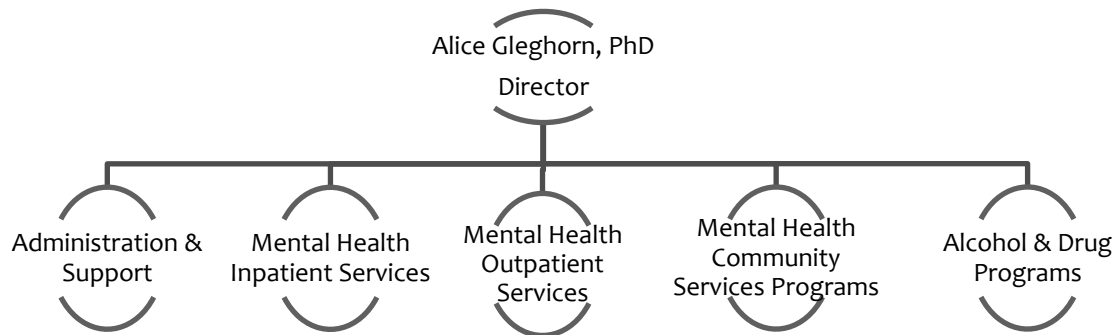 Alice Gleghorn, PhD
Director
Administration &
Support
Mental Health
Inpatient Services
Mental Health
Outpatient
Services
Mental Health
Community
Services Programs
Alcohol & Drug
Programs